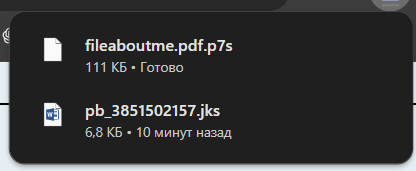 fileaboutme.pdf.p7s
111 КБ • Готово
pb_3851502157.jks
6,8 КБ • 10 минут назад